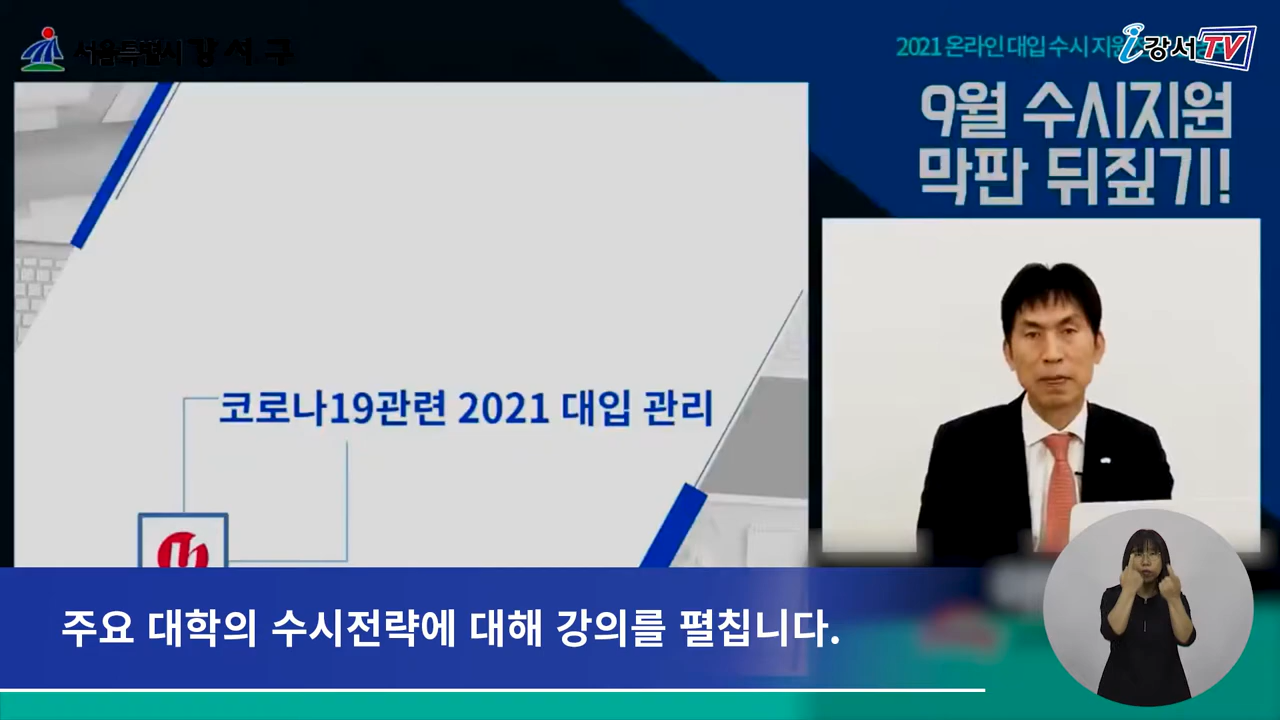 서울특별시 강서구
2021 온라인 대입 수시 지원
i강서TV
9월 수시지원
막판 뒤짚기!
코로나19관련 2021 대입 관리
주요 대학의 수시전략에 대해 강의를 펼칩니다.